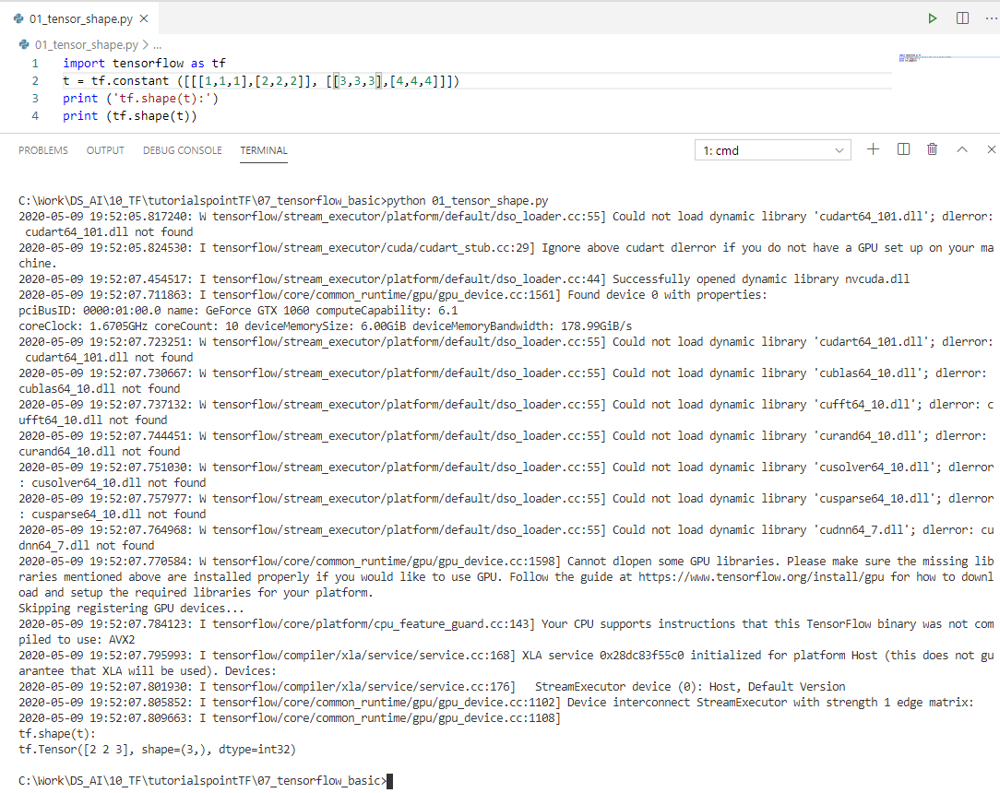 01_tensor_shape.py
01_tensor_shape.py > ...
1 import tensorflow as tf
2 t = tf.constant ([[[1,1,1],[2,2,2]], [[3,3,3],[4,4,4]]])
3 print ('tf.shape(t):')
4 print (tf.shape(t))
PROBLEMS OUTPUT DEBUG CONSOLE TERMINAL 1: cmd
C:\Work\DS_AI\10_TF\tutorialspointTF\07_tensorflow_basic>python 01_tensor_shape.py
2020-05-09 19:52:05.817240: W tensorflow/stream_executor/platform/default/dso_loader.cc:55] Could not load dynamic library 'cudart64_101.dll'; dlerror:
cudart64_101.dll not found
2020-05-09 19:52:05.824530: I tensorflow/stream_executor/cuda/cudart_stub.cc:29] Ignore above cudart dlerror if you do not have a GPU set up on your ma
chine.
2020-05-09 19:52:07.454517: I tensorflow/stream_executor/platform/default/dso_loader.cc:44] Successfully opened dynamic library nvcuda.dll
2020-05-09 19:52:07.711863: I tensorflow/core/common_runtime/gpu/gpu_device.cc:1561] Found device 0 with properties:
pciBusID: 0000:01:00.0 name: GeForce GTX 1060 computeCapability: 6.1
coreClock: 1.6705GHz coreCount: 10 deviceMemorySize: 6.00GiB deviceMemoryBandwidth: 178.99GiB/s
2020-05-09 19:52:07.723251: W tensorflow/stream_executor/platform/default/dso_loader.cc:55] Could not load dynamic library 'cudart64_101.dll'; dlerror:
cudart64_101.dll not found
2020-05-09 19:52:07.730667: W tensorflow/stream_executor/platform/default/dso_loader.cc:55] Could not load dynamic library 'cublas64_10.dll'; dlerror:
cublas64_10.dll not found
2020-05-09 19:52:07.737132: W tensorflow/stream_executor/platform/default/dso_loader.cc:55] Could not load dynamic library 'cufft64_10.dll'; dlerror: c
ufft64_10.dll not found
2020-05-09 19:52:07.744451: W tensorflow/stream_executor/platform/default/dso_loader.cc:55] Could not load dynamic library 'curand64_10.dll'; dlerror:
curand64_10.dll not found
2020-05-09 19:52:07.751030: W tensorflow/stream_executor/platform/default/dso_loader.cc:55] Could not load dynamic library 'cusolver64_10.dll'; dlerror
: cusolver64_10.dll not found
2020-05-09 19:52:07.757977: W tensorflow/stream_executor/platform/default/dso_loader.cc:55] Could not load dynamic library 'cusparse64_10.dll'; dlerror
: cusparse64_10.dll not found
2020-05-09 19:52:07.764968: W tensorflow/stream_executor/platform/default/dso_loader.cc:55] Could not load dynamic library 'cudnn64_7.dll'; dlerror: cu
dnn64_7.dll not found
2020-05-09 19:52:07.770584: W tensorflow/core/common_runtime/gpu/gpu_device.cc:1598] Cannot dlopen some GPU libraries. Please make sure the missing lib
raries mentioned above are installed properly if you would like to use GPU. Follow the guide at https://www.tensorflow.org/install/gpu for how to downl
oad and setup the required libraries for your platform.
Skipping registering GPU devices...
2020-05-09 19:52:07.784123: I tensorflow/core/platform/cpu_feature_guard.cc:143] Your CPU supports instructions that this TensorFlow binary was not com
piled to use: AVX2
2020-05-09 19:52:07.795993: I tensorflow/compiler/xla/service/service.cc:168] XLA service 0x28dc83f55c0 initialized for platform Host (this does not gu
arantee that XLA will be used). Devices:
2020-05-09 19:52:07.801930: I tensorflow/compiler/xla/service/service.cc:176]   StreamExecutor device (0): Host, Default Version
2020-05-09 19:52:07.805852: I tensorflow/core/common_runtime/gpu/gpu_device.cc:1102] Device interconnect StreamExecutor with strength 1 edge matrix:
2020-05-09 19:52:07.809663: I tensorflow/core/common_runtime/gpu/gpu_device.cc:1108]
tf.shape(t):
tf.Tensor([2 2 3], shape=(3,), dtype=int32)
C:\Work\DS_AI\10_TF\tutorialspointTF\07_tensorflow_basic>